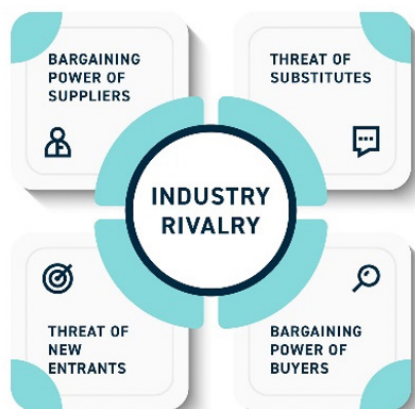 BARGAINING
POWER OF
SUPPLIERS
THREAT OF
SUBSTITUTES
INDUSTRY
RIVALRY
THREAT OF
NEW
ENTRANTS
BARGAINING
POWER OF
BUYERS